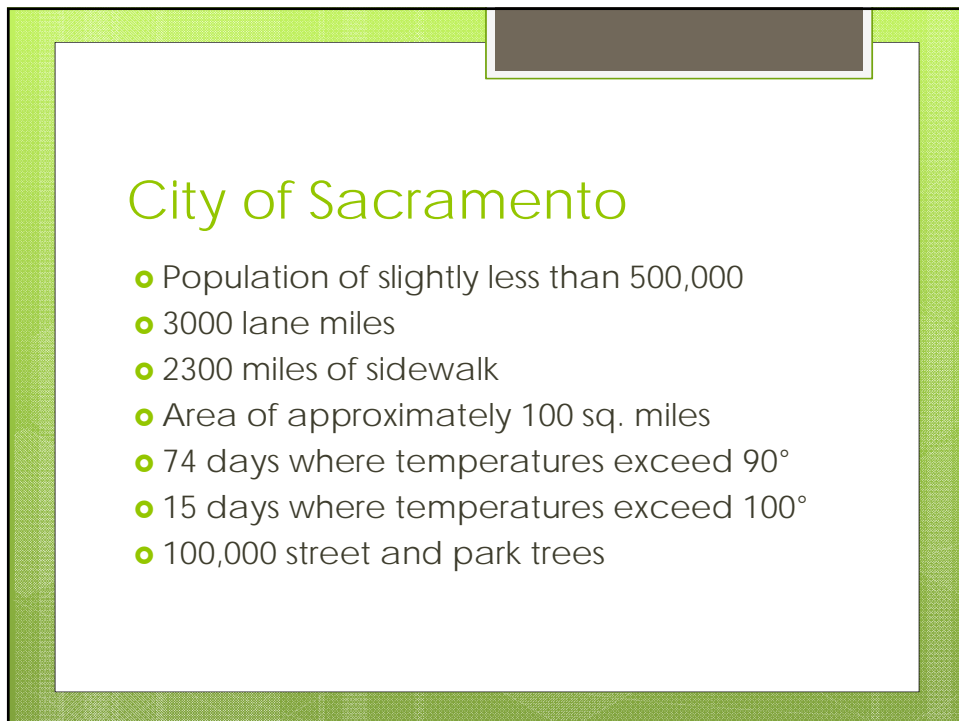 City of Sacramento
Population of slightly less than 500,000
3000 lane miles
2300 miles of sidewalk
Area of approximately 100 sq. miles
74 days where temperatures exceed 90°
15 days where temperatures exceed 100°
100,000 street and park trees